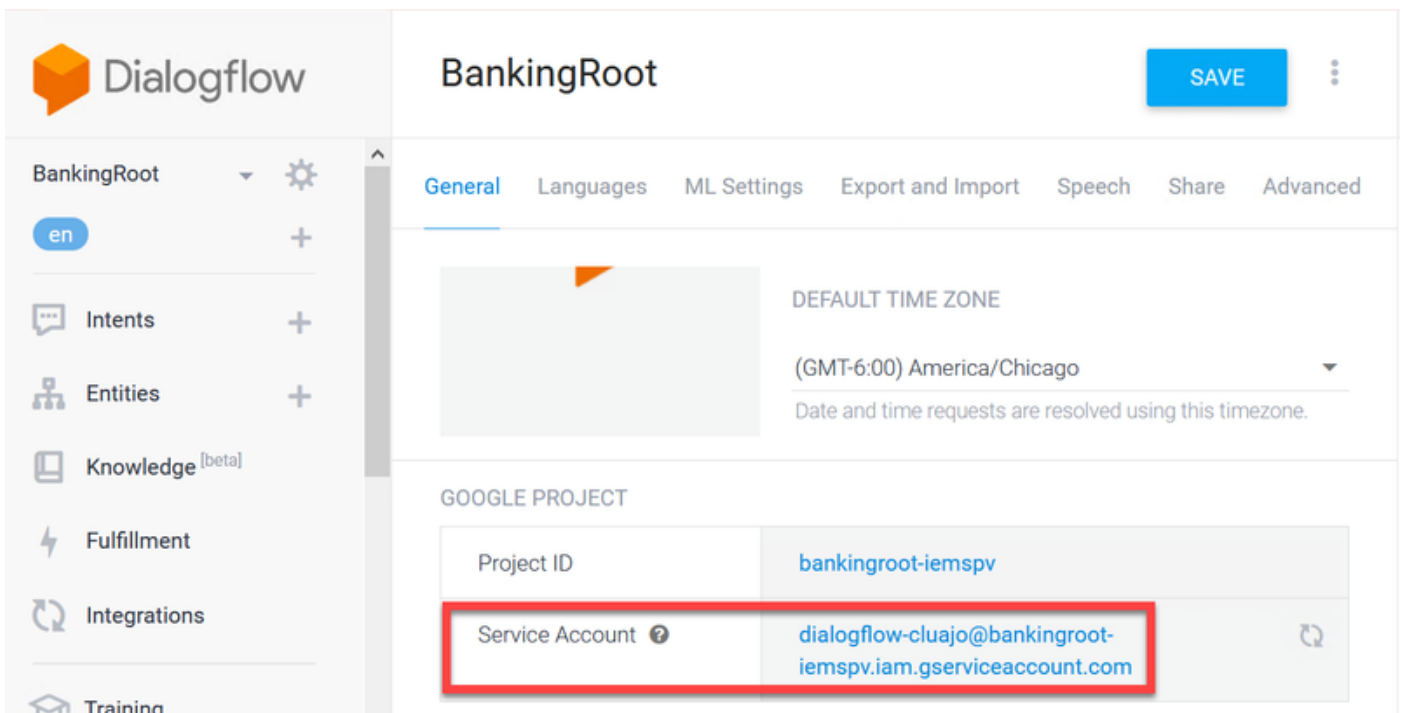 Dialogflow
BankingRoot
SAVE
BankingRoot
en
Intents
Entities
Knowledge [beta]
Fulfillment
Integrations
Training
General Languages ML Settings Export and Import Speech Share Advanced
DEFAULT TIME ZONE
(GMT-6:00) America/Chicago
Date and time requests are resolved using this timezone.
GOOGLE PROJECT
Project ID bankingroot-iemspv
Service Account ? dialogflow-cluajo@bankingroot-
iemspv.iam.gserviceaccount.com